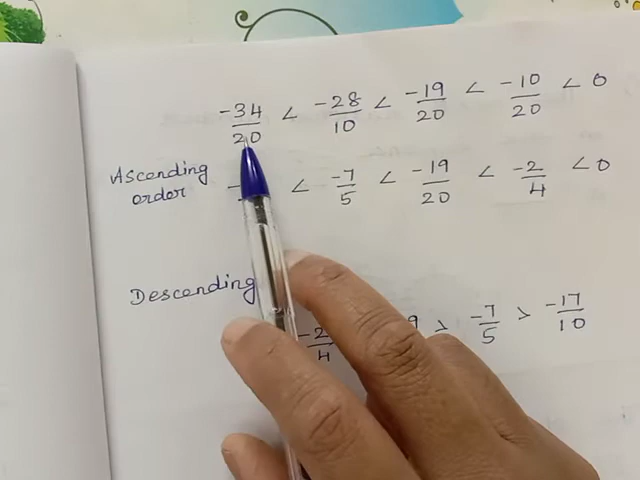 -34/20 < -28/10 < -19/20 < -10/20 < 0
Ascending order < -7/5 < -19/20 < -2/4 < 0
Descending
-2/4 > -7/5 > -17/10